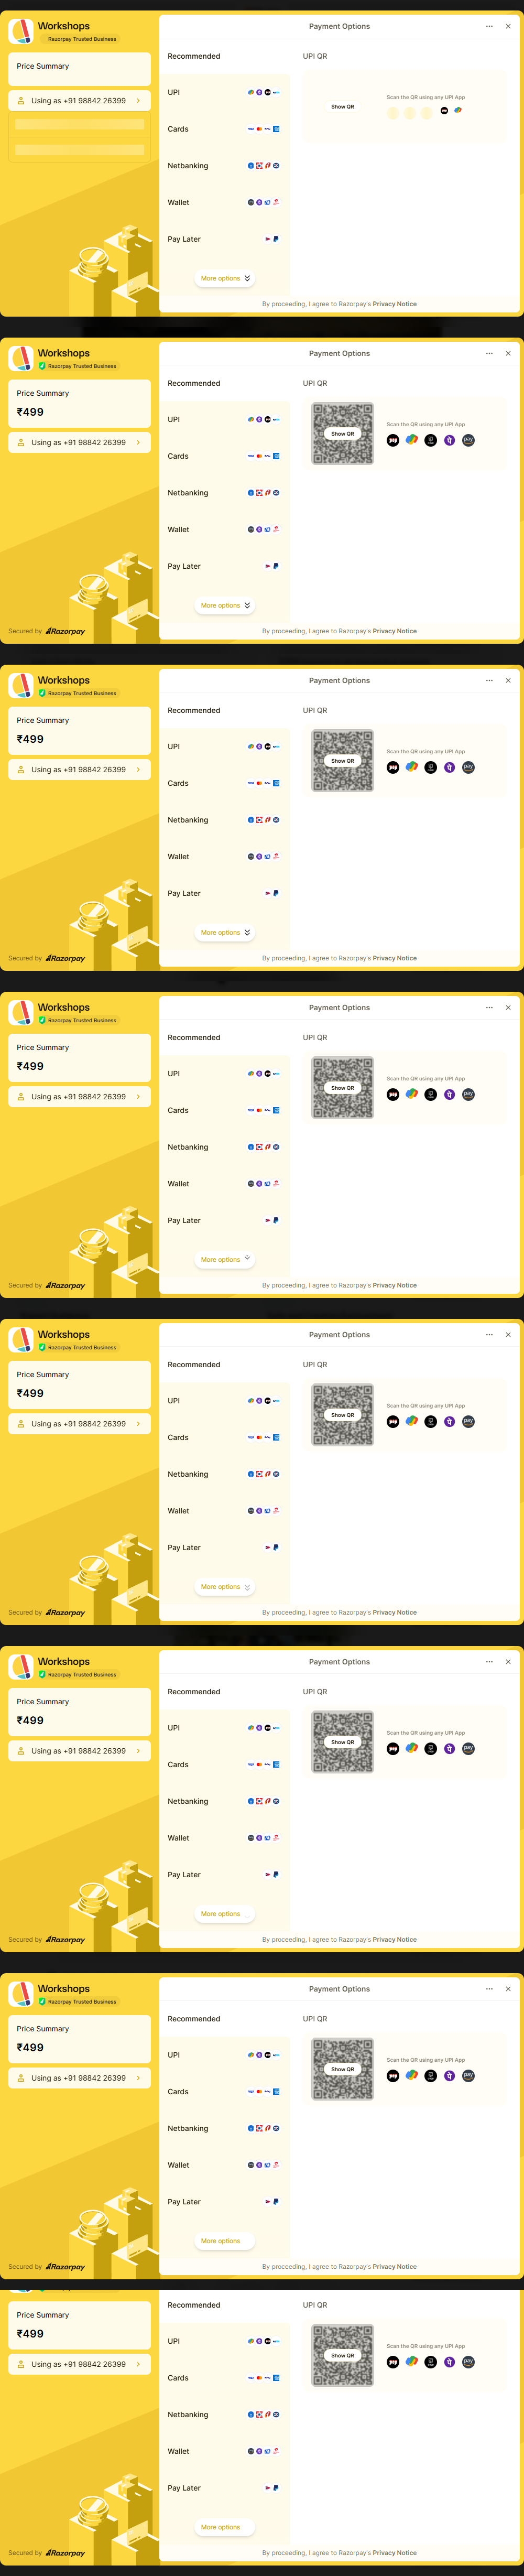 Workshops
Razorpay Trusted Business
Price Summary
Using as +91 98842 26399
Payment Options
Recommended
UPI
Cards
Netbanking
Wallet
Pay Later
More options
UPI QR
Show QR
Scan the QR using any UPI App
By proceeding, I agree to Razorpay's Privacy Notice
Workshops
Razorpay Trusted Business
Price Summary
₹499
Using as +91 98842 26399
Secured by Razorpay
Payment Options
Recommended
UPI
Cards
Netbanking
Wallet
Pay Later
More options
UPI QR
Show QR
Scan the QR using any UPI App
pop
pay
By proceeding, I agree to Razorpay's Privacy Notice
Workshops
Razorpay Trusted Business
Price Summary
₹499
Using as +91 98842 26399
Secured by Razorpay
Payment Options
Recommended
UPI
Cards
Netbanking
Wallet
Pay Later
More options
UPI QR
Show QR
Scan the QR using any UPI App
pop
pay
By proceeding, I agree to Razorpay's Privacy Notice
Workshops
Razorpay Trusted Business
Price Summary
₹499
Using as +91 98842 26399
Secured by Razorpay
Payment Options
Recommended
UPI
Cards
Netbanking
Wallet
Pay Later
More options
UPI QR
Show QR
Scan the QR using any UPI App
pop
pay
By proceeding, I agree to Razorpay's Privacy Notice
Workshops
Razorpay Trusted Business
Price Summary
₹499
Using as +91 98842 26399
Secured by Razorpay
Payment Options
Recommended
UPI
Cards
Netbanking
Wallet
Pay Later
More options
UPI QR
Show QR
Scan the QR using any UPI App
pop
pay
By proceeding, I agree to Razorpay's Privacy Notice
Workshops
Razorpay Trusted Business
Price Summary
₹499
Using as +91 98842 26399
Secured by Razorpay
Payment Options
Recommended
UPI
Cards
Netbanking
Wallet
Pay Later
More options
UPI QR
Show QR
Scan the QR using any UPI App
pop
pay
By proceeding, I agree to Razorpay's Privacy Notice
Workshops
Razorpay Trusted Business
Price Summary
₹499
Using as +91 98842 26399
Secured by Razorpay
Payment Options
Recommended
UPI
Cards
Netbanking
Wallet
Pay Later
More options
UPI QR
Show QR
Scan the QR using any UPI App
pop
pay
By proceeding, I agree to Razorpay's Privacy Notice
Price Summary
₹499
Using as +91 98842 26399
Secured by Razorpay
Recommended
UPI
Cards
Netbanking
Wallet
Pay Later
More options
UPI QR
Show QR
Scan the QR using any UPI App
pop
pay
By proceeding, I agree to Razorpay's Privacy Notice